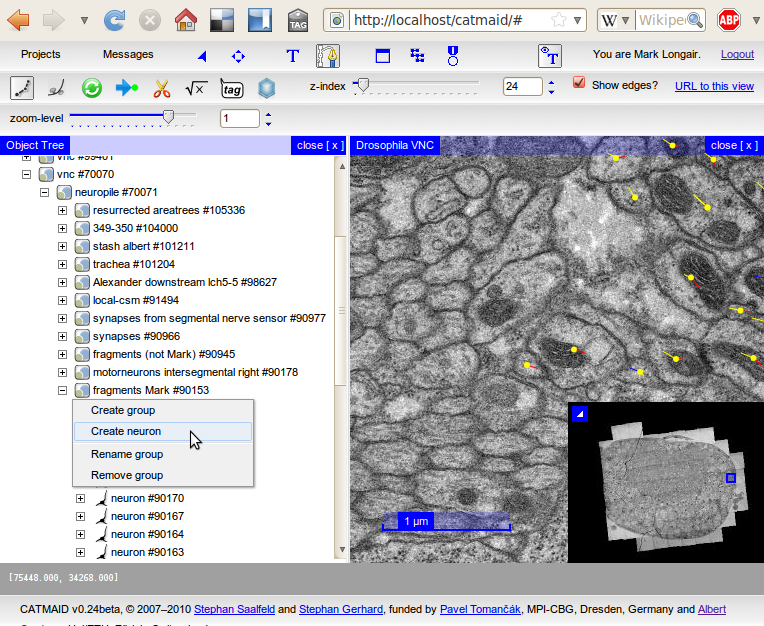 TAG http://localhost/catmaid/# W Wikipe ABP
Projects Messages T T You are Mark Longair. Logout
√x tag z-index 24 Show edges? URL to this view
zoom-level 1
Object Tree close [ x ]
Drosophila VNC close [ x ]
vnc #99401
vnc #70070
neuropile #70071
resurrected areatrees #105336
349-350 #104000
stash albert #101211
trachea #101204
Alexander downstream lch5-5 #98627
local-csm #91494
synapses from segmental nerve sensor #90977
synapses #90966
fragments (not Mark) #90945
motorneurons intersegmental right #90178
fragments Mark #90153
Create group
Create neuron
Rename group
Remove group
neuron #90170
neuron #90167
neuron #90164
neuron #90163
1 μm
[75448.000, 34268.000]
CATMAID v0.24beta, © 2007–2010 Stephan Saalfeld and Stephan Gerhard, funded by Pavel Tomančák, MPI-CBG, Dresden, Germany and Albert